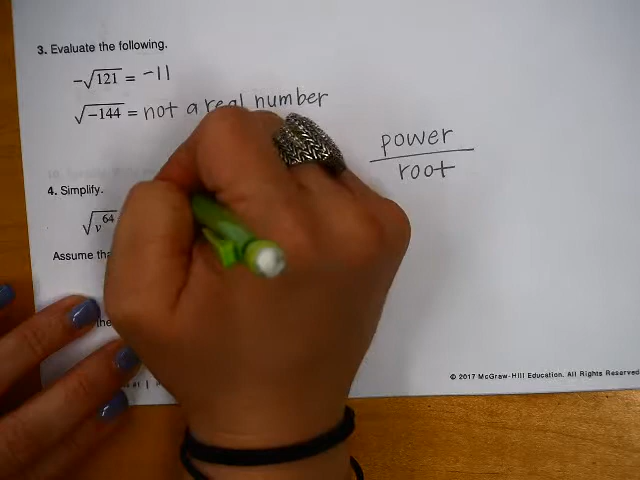 3. Evaluate the following.
-√121 = -11
√-144 = not a real number
power
root
4. Simplify.
√v^64
Assume
© 2017 McGraw-Hill Education. All Rights Reserved